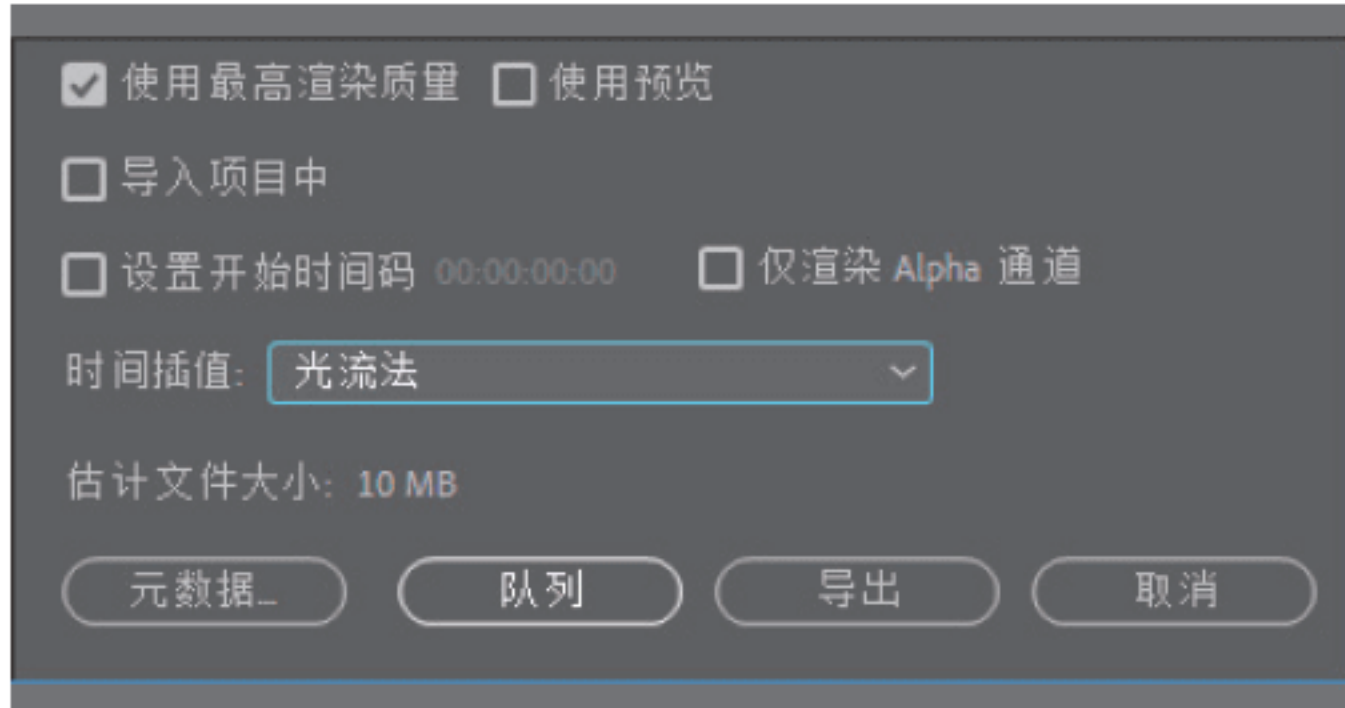 使用最高渲染质量 使用预览
导入项目中
设置开始时间码 00:00:00:00 仅渲染 Alpha 通道
时间插值: 光流法
估计文件大小: 10 MB
元数据... 队列 导出 取消